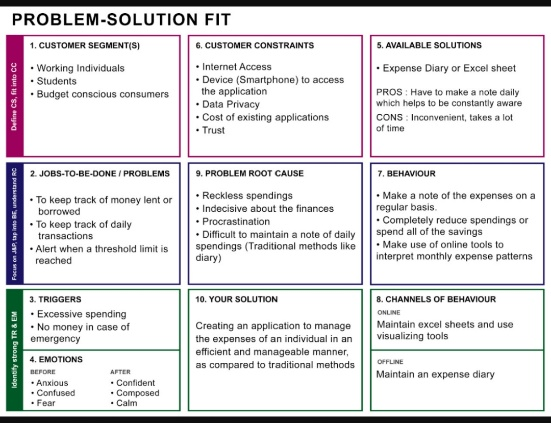 PROBLEM-SOLUTION FIT
Define CS, fit into CC
1. CUSTOMER SEGMENT(S)
• Working Individuals
• Students
• Budget conscious consumers
6. CUSTOMER CONSTRAINTS
• Internet Access
• Device (Smartphone) to access
the application
• Data Privacy
• Cost of existing applications
• Trust
5. AVAILABLE SOLUTIONS
• Expense Diary or Excel sheet
PROS : Have to make a note daily
which helps to be constantly aware
CONS : Inconvenient, takes a lot
of time
Focus on J&P, tap into BE, understand RC
2. JOBS-TO-BE-DONE / PROBLEMS
• To keep track of money lent or
borrowed
• To keep track of daily
transactions
• Alert when a threshold limit is
reached
9. PROBLEM ROOT CAUSE
• Reckless spendings
• Indecisive about the finances
• Procrastination
• Difficult to maintain a note of daily
spendings (Traditional methods like
diary)
7. BEHAVIOUR
• Make a note of the expenses on a
regular basis.
• Completely reduce spendings or
spend all of the savings
• Make use of online tools to
interpret monthly expense patterns
Identify strong TR & EM
3. TRIGGERS
• Excessive spending
• No money in case of
emergency
4. EMOTIONS
BEFORE
• Anxious
• Confused
• Fear
AFTER
• Confident
• Composed
• Calm
10. YOUR SOLUTION
Creating an application to manage
the expenses of an individual in an
efficient and manageable manner,
as compared to traditional methods
8. CHANNELS OF BEHAVIOUR
ONLINE
Maintain excel sheets and use
visualizing tools
OFFLINE
Maintain an expense diary